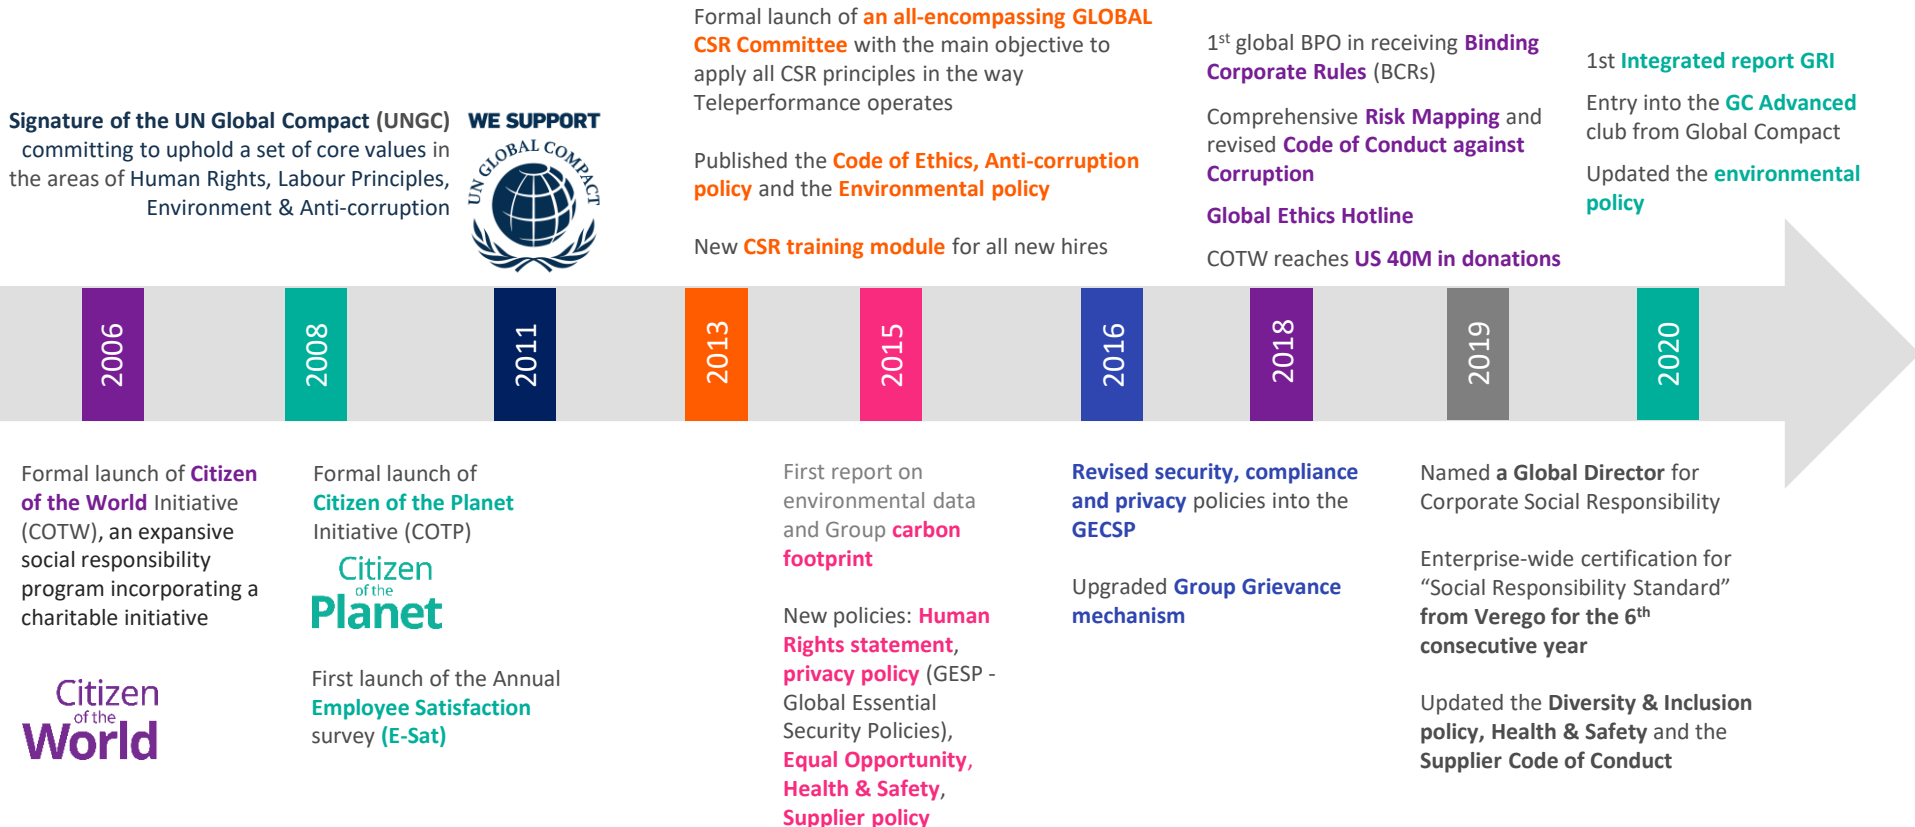 Signature of the UN Global Compact (UNGC)
committing to uphold a set of core values in
the areas of Human Rights, Labour Principles,
Environment & Anti-corruption
WE SUPPORT
UN GLOBAL COMPACT
Formal launch of an all-encompassing GLOBAL
CSR Committee with the main objective to
apply all CSR principles in the way
Teleperformance operates
Published the Code of Ethics, Anti-corruption
policy and the Environmental policy
New CSR training module for all new hires
1st global BPO in receiving Binding
Corporate Rules (BCRs)
Comprehensive Risk Mapping and
revised Code of Conduct against
Corruption
Global Ethics Hotline
COTW reaches US 40M in donations
1st Integrated report GRI
Entry into the GC Advanced
club from Global Compact
Updated the environmental
policy
2006
2008
2011
2013
2015
2016
2018
2019
2020
Formal launch of Citizen
of the World Initiative
(COTW), an expansive
social responsibility
program incorporating a
charitable initiative
Citizen
of the
World
Formal launch of
Citizen of the Planet
Initiative (COTP)
Citizen
of the
Planet
First launch of the Annual
Employee Satisfaction
survey (E-Sat)
First report on
environmental data
and Group carbon
footprint
New policies: Human
Rights statement,
privacy policy (GESP -
Global Essential
Security Policies),
Equal Opportunity,
Health & Safety,
Supplier policy
Revised security, compliance
and privacy policies into the
GECSP
Upgraded Group Grievance
mechanism
Named a Global Director for
Corporate Social Responsibility
Enterprise-wide certification for
“Social Responsibility Standard”
from Verego for the 6th
consecutive year
Updated the Diversity & Inclusion
policy, Health & Safety and the
Supplier Code of Conduct